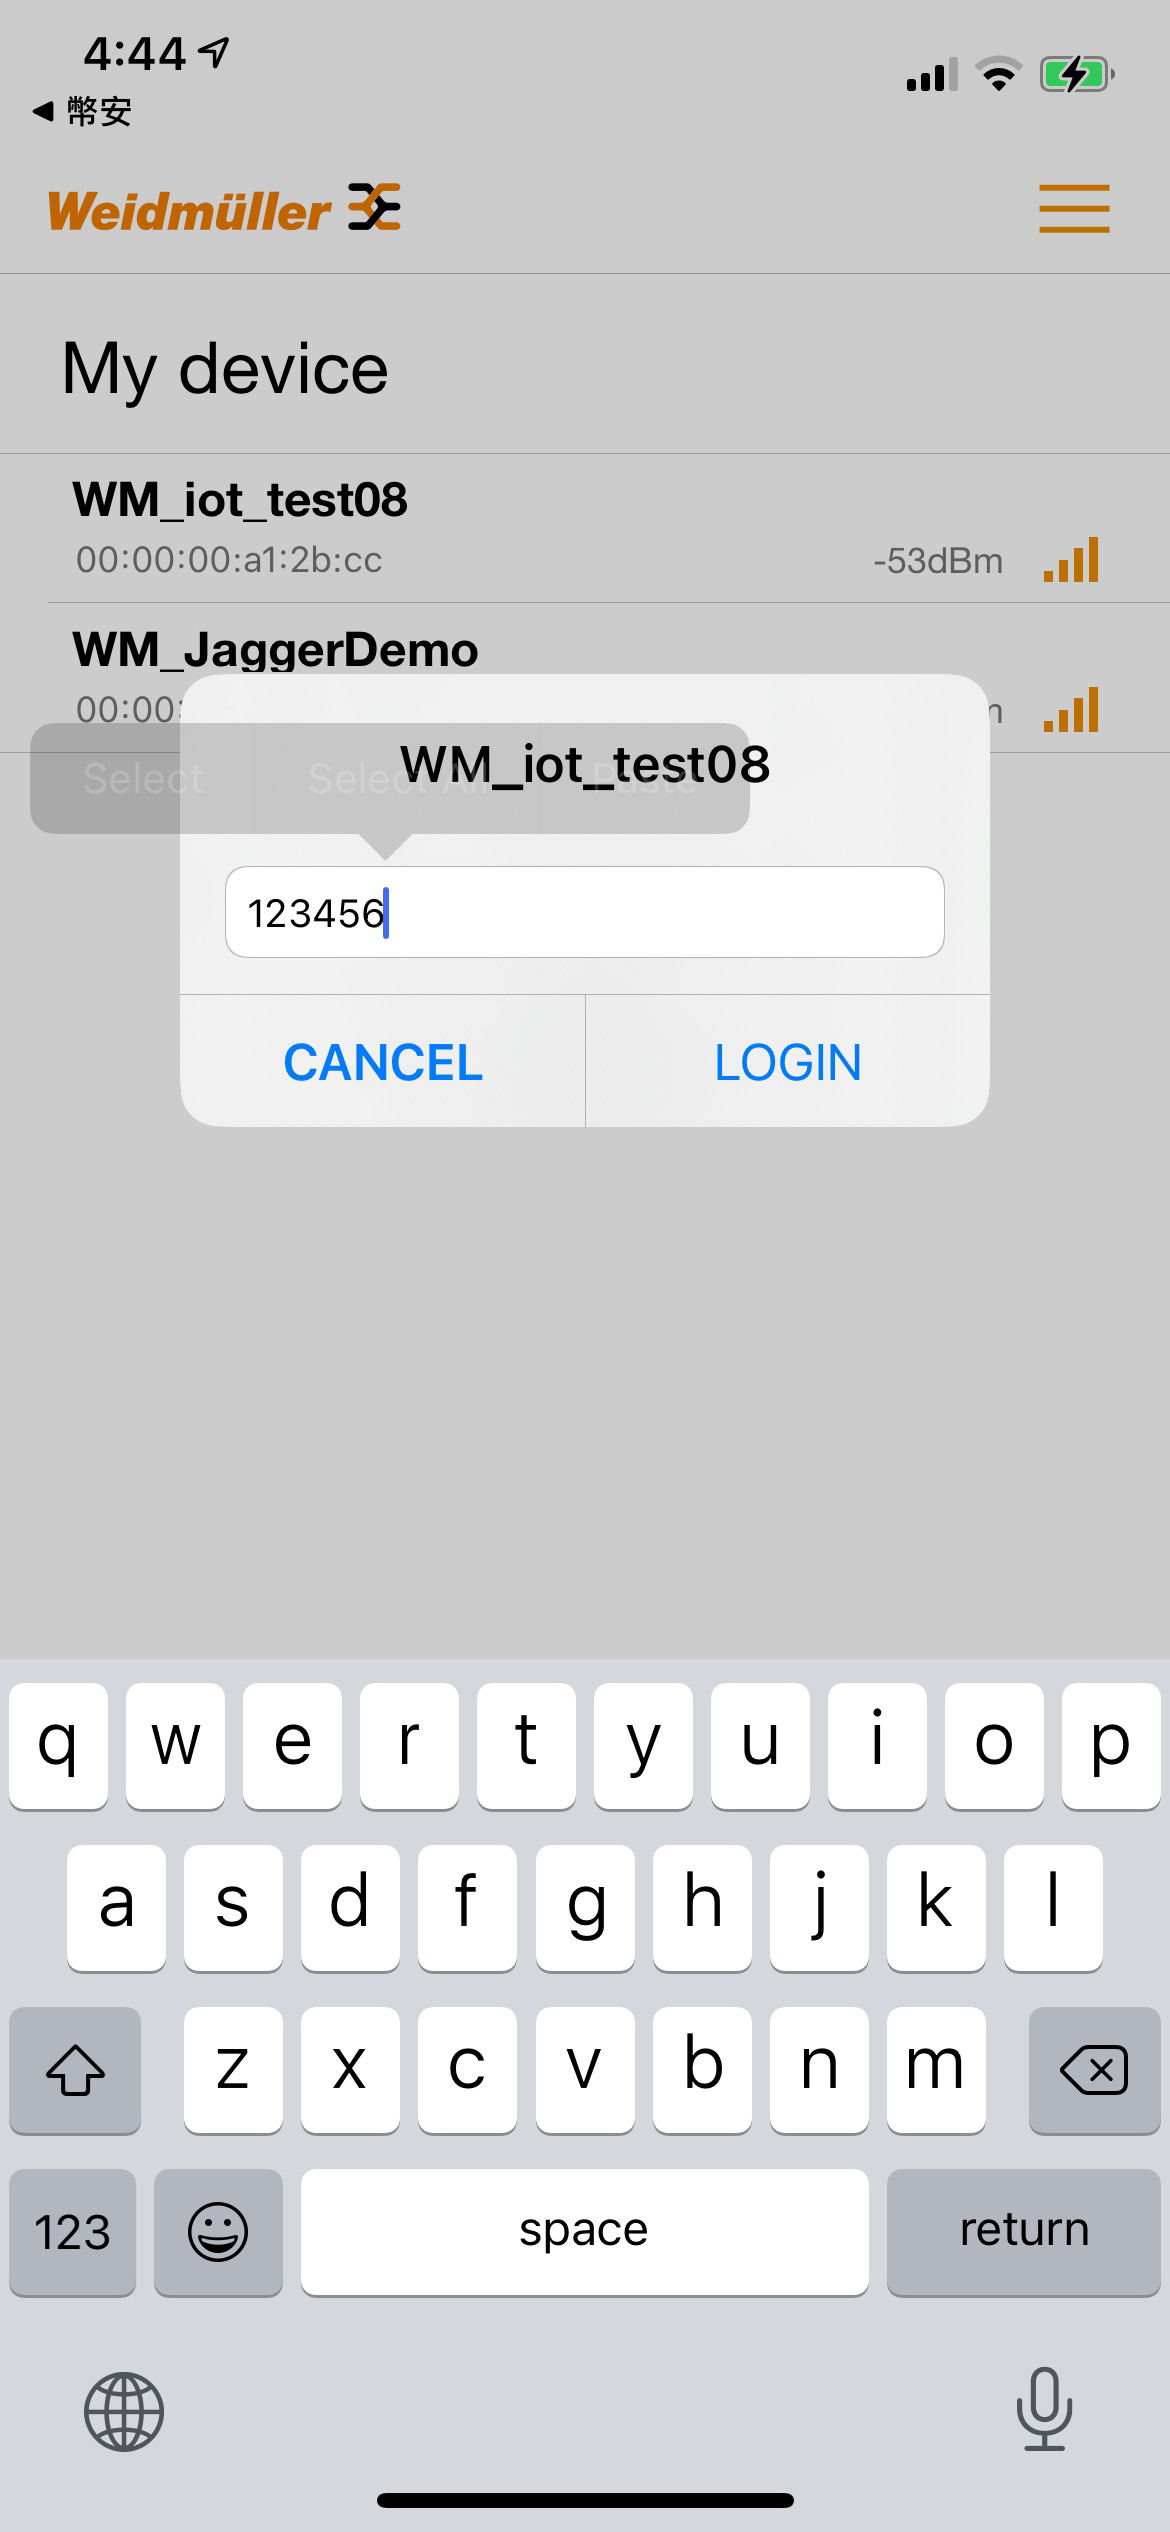 4:44
幣安
Weidmüller
My device
WM_iot_test08
00:00:00:a1:2b:cc
-53dBm
WM_JaggerDemo
00:00:
Select
Select All
Paste
WM_iot_test08
123456
CANCEL
LOGIN
q w e r t y u i o p
a s d f g h j k l
z x c v b n m
123
space
return